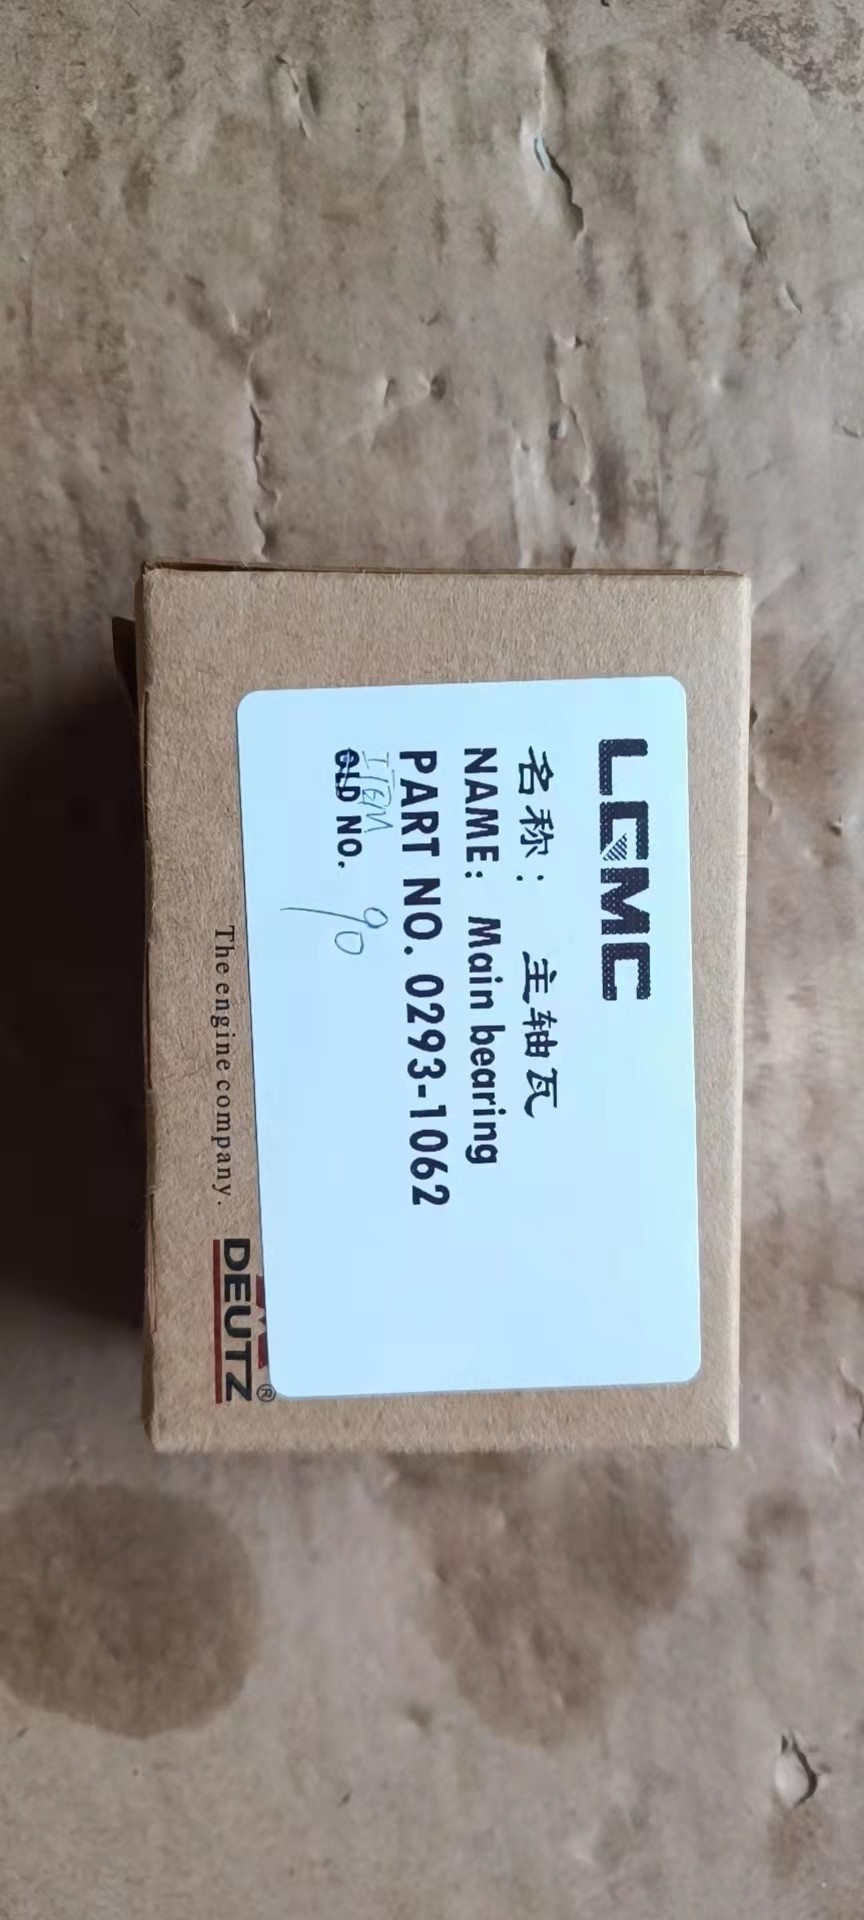 LGMC
名称： 主轴瓦
NAME: Main bearing
PART NO. 0293-1062
ITEM
OLD NO. 90
The engine company. DEUTZ®